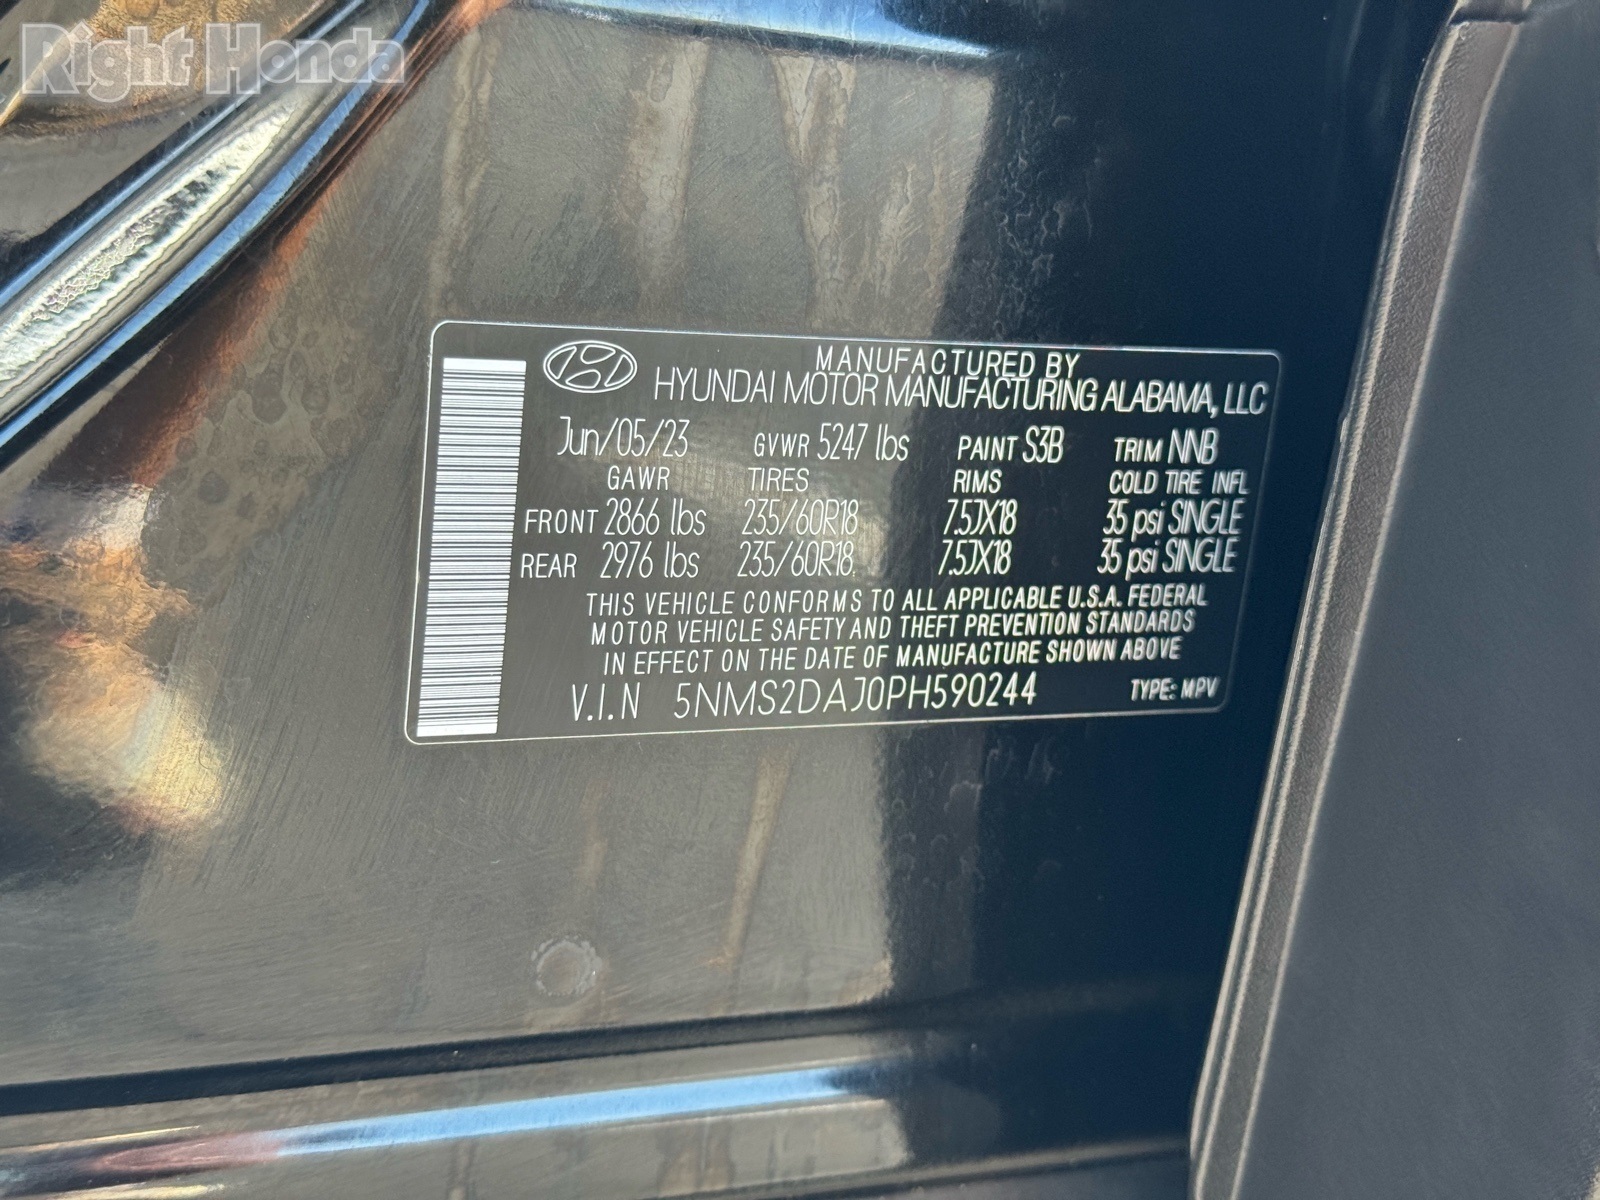 Right Honda
MANUFACTURED BY
HYUNDAI MOTOR MANUFACTURING ALABAMA, LLC
Jun/05/23 GVWR 5247 lbs PAINT S3B TRIM NNB
GAWR TIRES RIMS COLD TIRE INFL
FRONT 2866 lbs 235/60R18 7.5JX18 35 psi SINGLE
REAR 2976 lbs 235/60R18 7.5JX18 35 psi SINGLE
THIS VEHICLE CONFORMS TO ALL APPLICABLE U.S.A. FEDERAL
MOTOR VEHICLE SAFETY AND THEFT PREVENTION STANDARDS
IN EFFECT ON THE DATE OF MANUFACTURE SHOWN ABOVE
V.I.N 5NMS2DAJ0PH590244 TYPE: MPV